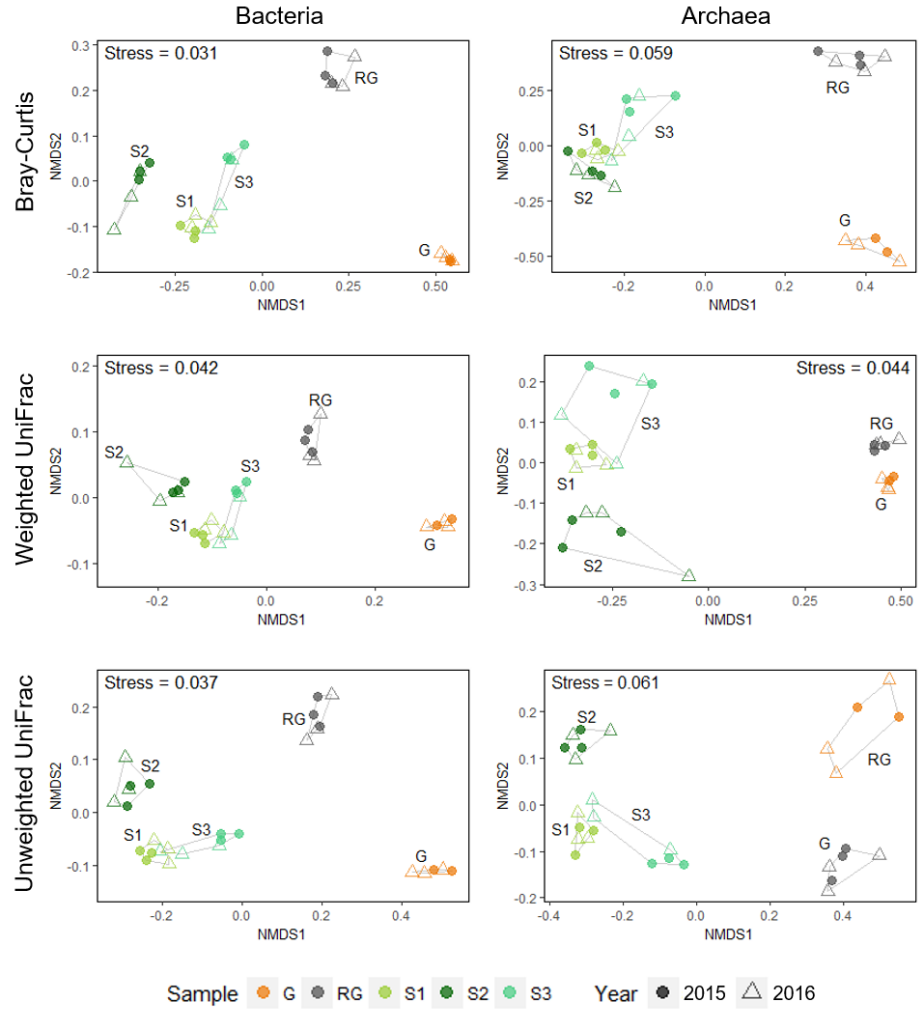 Bacteria
Archaea
Bray-Curtis
Stress = 0.031
0.3
0.2
0.1
0.0
-0.1
-0.2
NMDS2
-0.25
0.00
0.25
0.50
NMDS1
RG
S2
S3
S1
G
Stress = 0.059
0.25
0.00
-0.25
-0.50
NMDS2
-0.2
0.0
0.2
0.4
NMDS1
RG
S1
S3
S2
G
Weighted UniFrac
Stress = 0.042
0.2
0.1
0.0
-0.1
NMDS2
-0.2
0.0
0.2
NMDS1
RG
S2
S3
S1
G
Stress = 0.044
0.2
0.1
0.0
-0.1
-0.2
-0.3
NMDS2
-0.25
0.00
0.25
0.50
NMDS1
RG
S3
S1
G
S2
Unweighted UniFrac
Stress = 0.037
0.2
0.1
0.0
-0.1
NMDS2
-0.2
0.0
0.2
0.4
NMDS1
RG
S2
S1
S3
G
Stress = 0.061
0.2
0.1
0.0
-0.1
-0.2
NMDS2
-0.4
-0.2
0.0
0.2
0.4
NMDS1
S2
RG
S3
S1
G
Sample G RG S1 S2 S3 Year 2015 2016